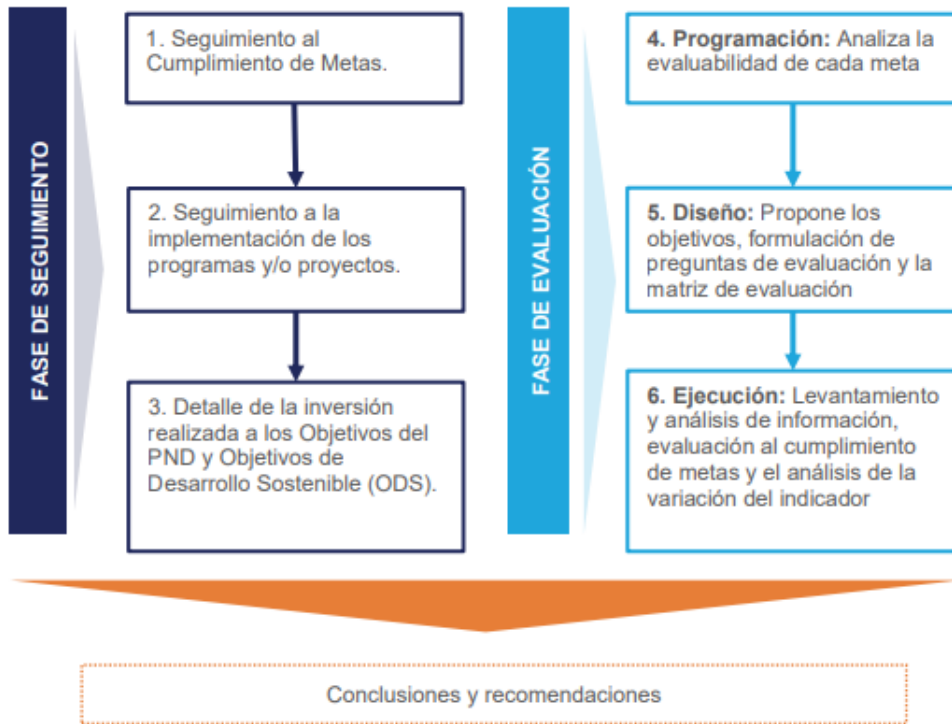 FASE DE SEGUIMIENTO
1. Seguimiento al
Cumplimiento de Metas.
2. Seguimiento a la
implementación de los
programas y/o proyectos.
3. Detalle de la inversión
realizada a los Objetivos del
PND y Objetivos de
Desarrollo Sostenible (ODS).
FASE DE EVALUACIÓN
4. Programación: Analiza la
evaluabilidad de cada meta
5. Diseño: Propone los
objetivos, formulación de
preguntas de evaluación y la
matriz de evaluación
6. Ejecución: Levantamiento
y análisis de información,
evaluación al cumplimiento
de metas y el análisis de la
variación del indicador
Conclusiones y recomendaciones